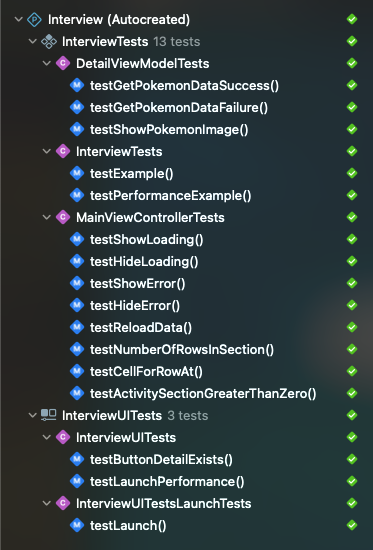 P Interview (Autocreated)
InterviewTests 13 tests
C DetailViewModelTests
M testGetPokemonDataSuccess()
M testGetPokemonDataFailure()
M testShowPokemonImage()
C InterviewTests
M testExample()
M testPerformanceExample()
C MainViewControllerTests
M testShowLoading()
M testHideLoading()
M testShowError()
M testHideError()
M testReloadData()
M testNumberOfRowsInSection()
M testCellForRowAt()
M testActivitySectionGreaterThanZero()
InterviewUITests 3 tests
C InterviewUITests
M testButtonDetailExists()
M testLaunchPerformance()
C InterviewUITestsLaunchTests
M testLaunch()